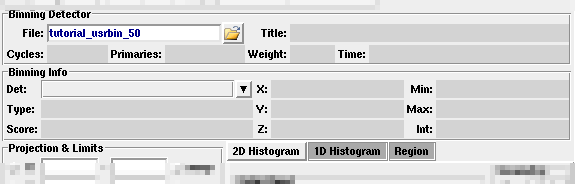 Binning Detector
File: tutorial_usrbin_50 Title:
Cycles: Primaries: Weight: Time:
Binning Info
Det: X: Min:
Type: Y: Max:
Score: Z: Int:
Projection & Limits 2D Histogram 1D Histogram Region